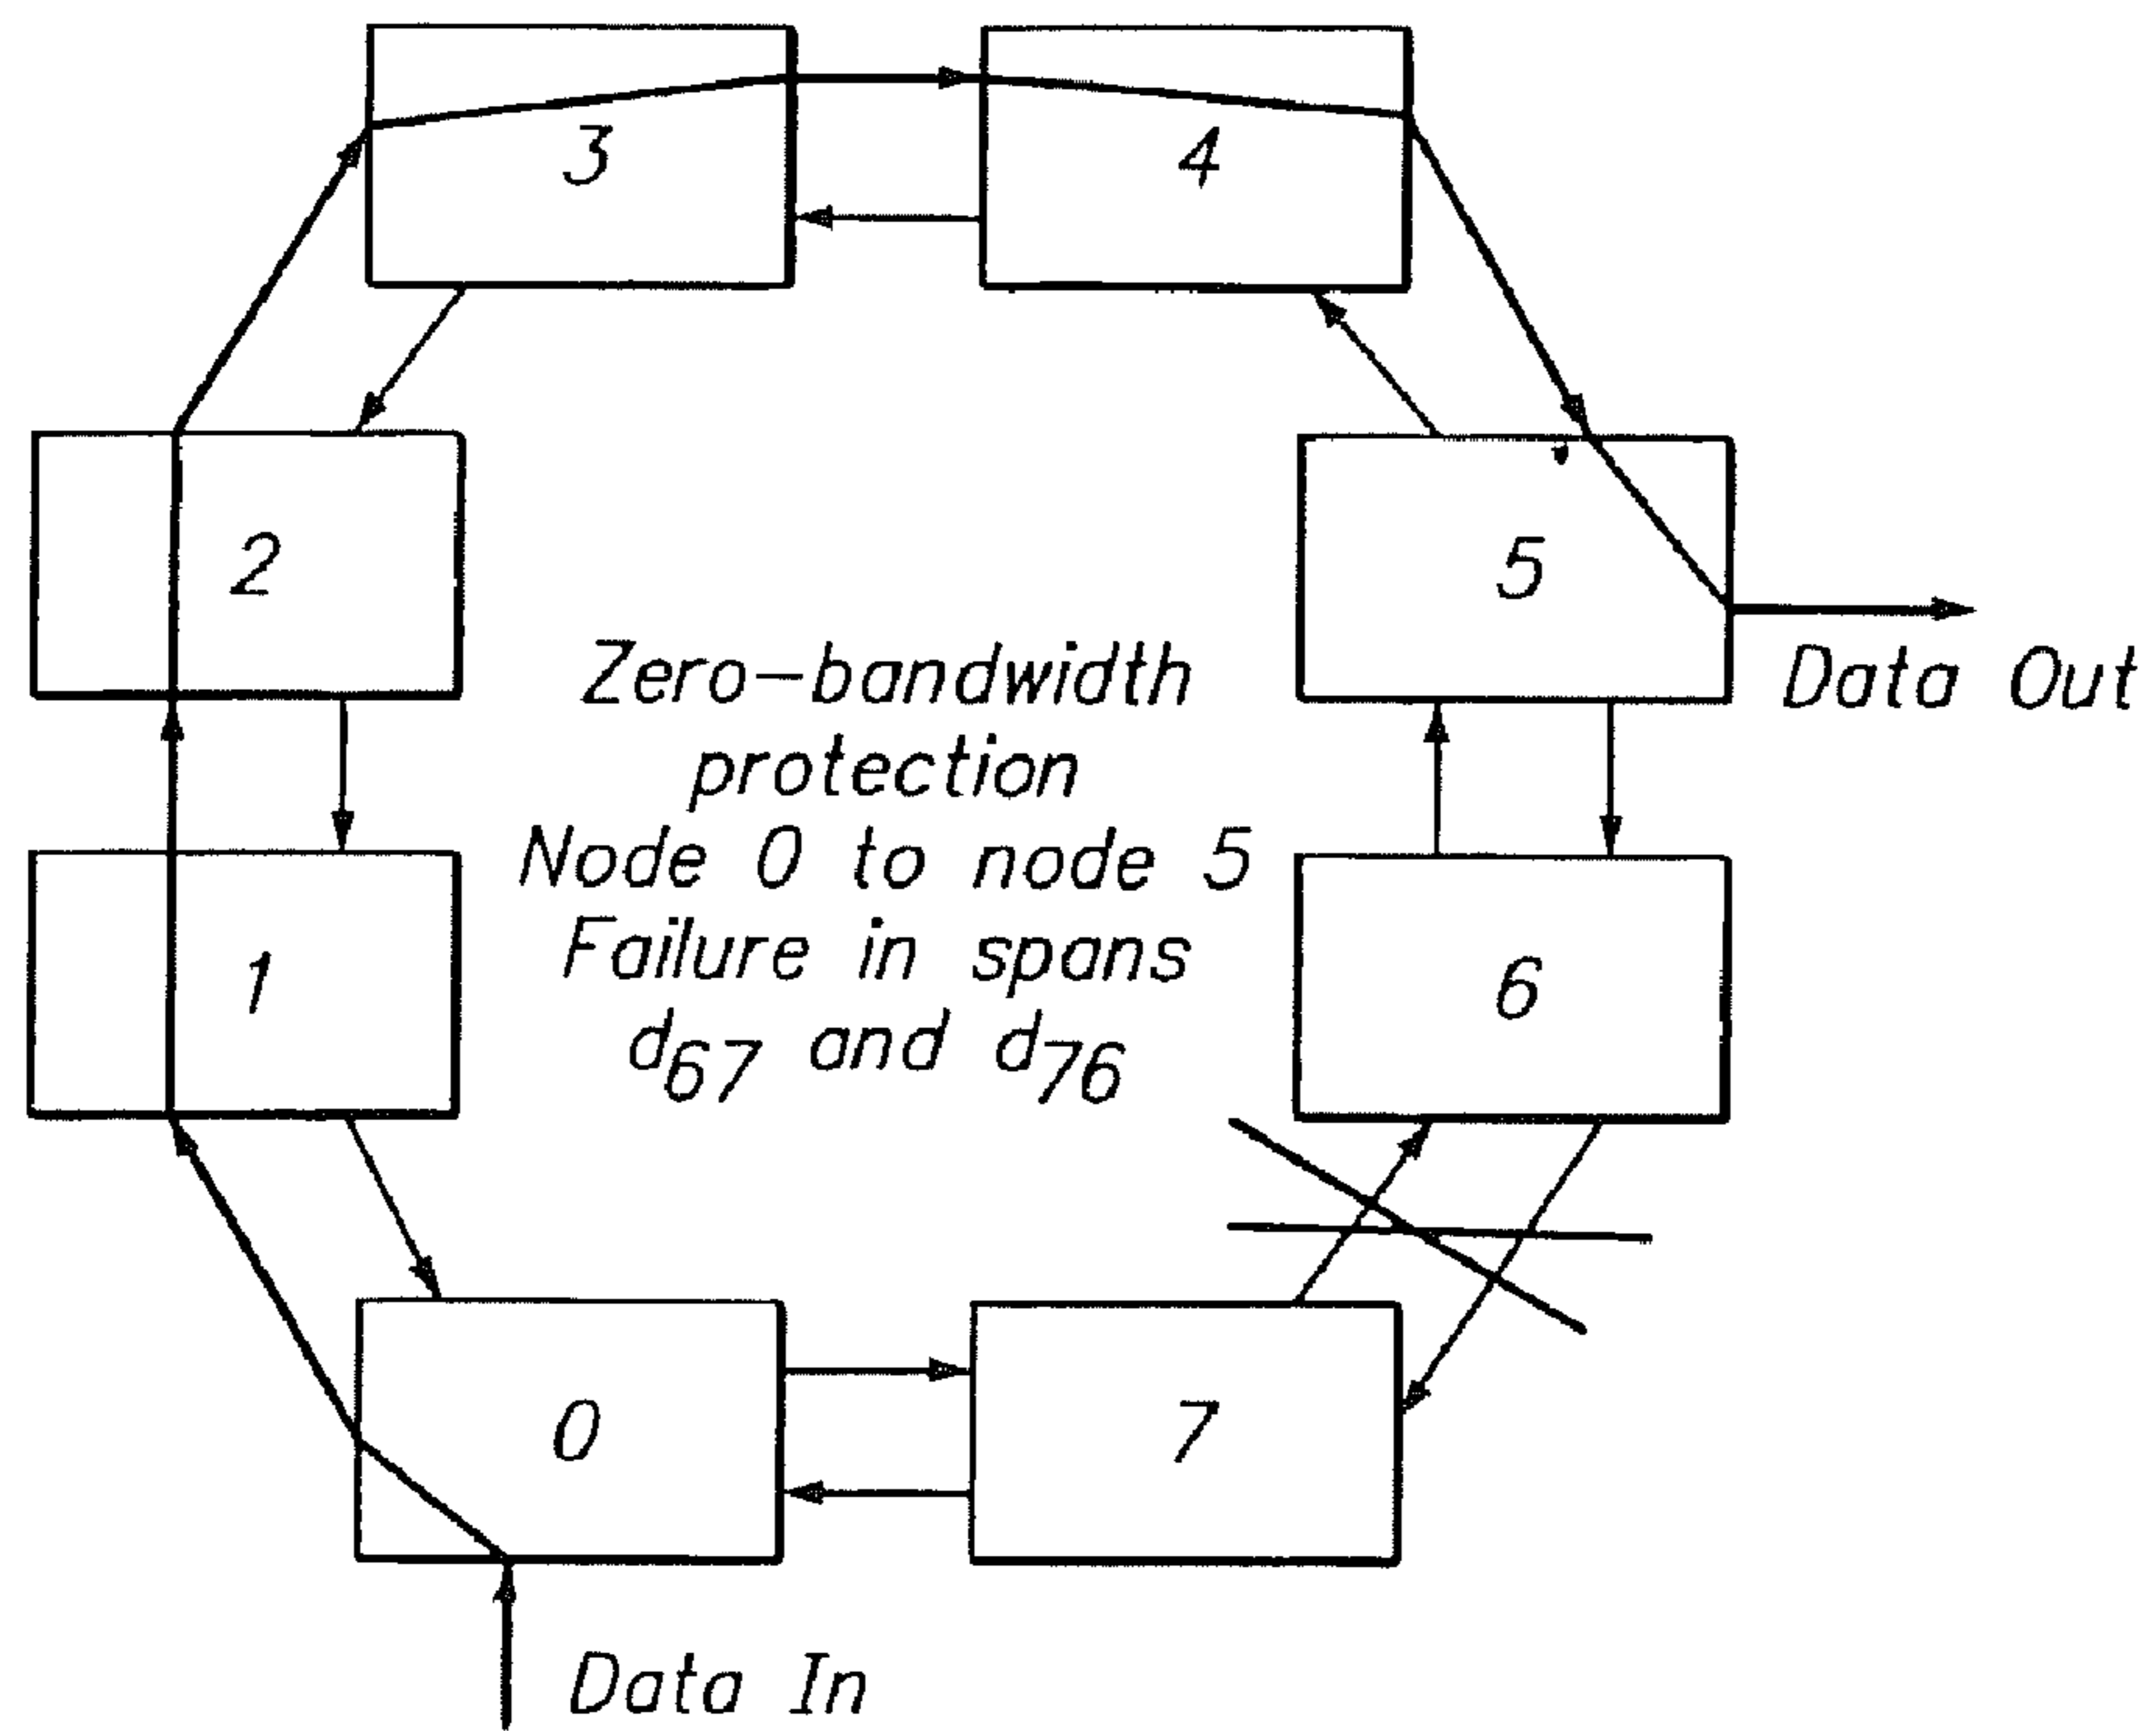 3
4
2
5
Data Out
Zero-bandwidth
protection
Node 0 to node 5
Failure in spans
d67 and d76
1
6
0
7
Data In